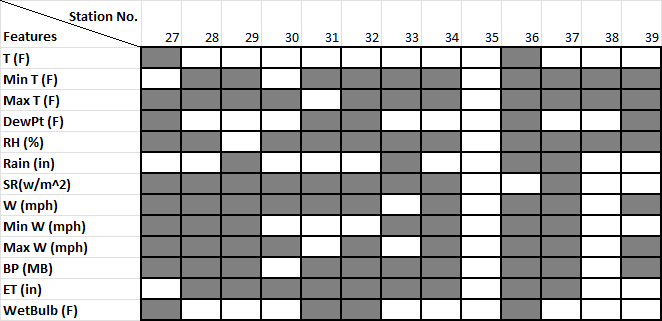 Station No.
Features 27 28 29 30 31 32 33 34 35 36 37 38 39
T (F)
Min T (F)
Max T (F)
DewPt (F)
RH (%)
Rain (in)
SR(w/m^2)
W (mph)
Min W (mph)
Max W (mph)
BP (MB)
ET (in)
WetBulb (F)